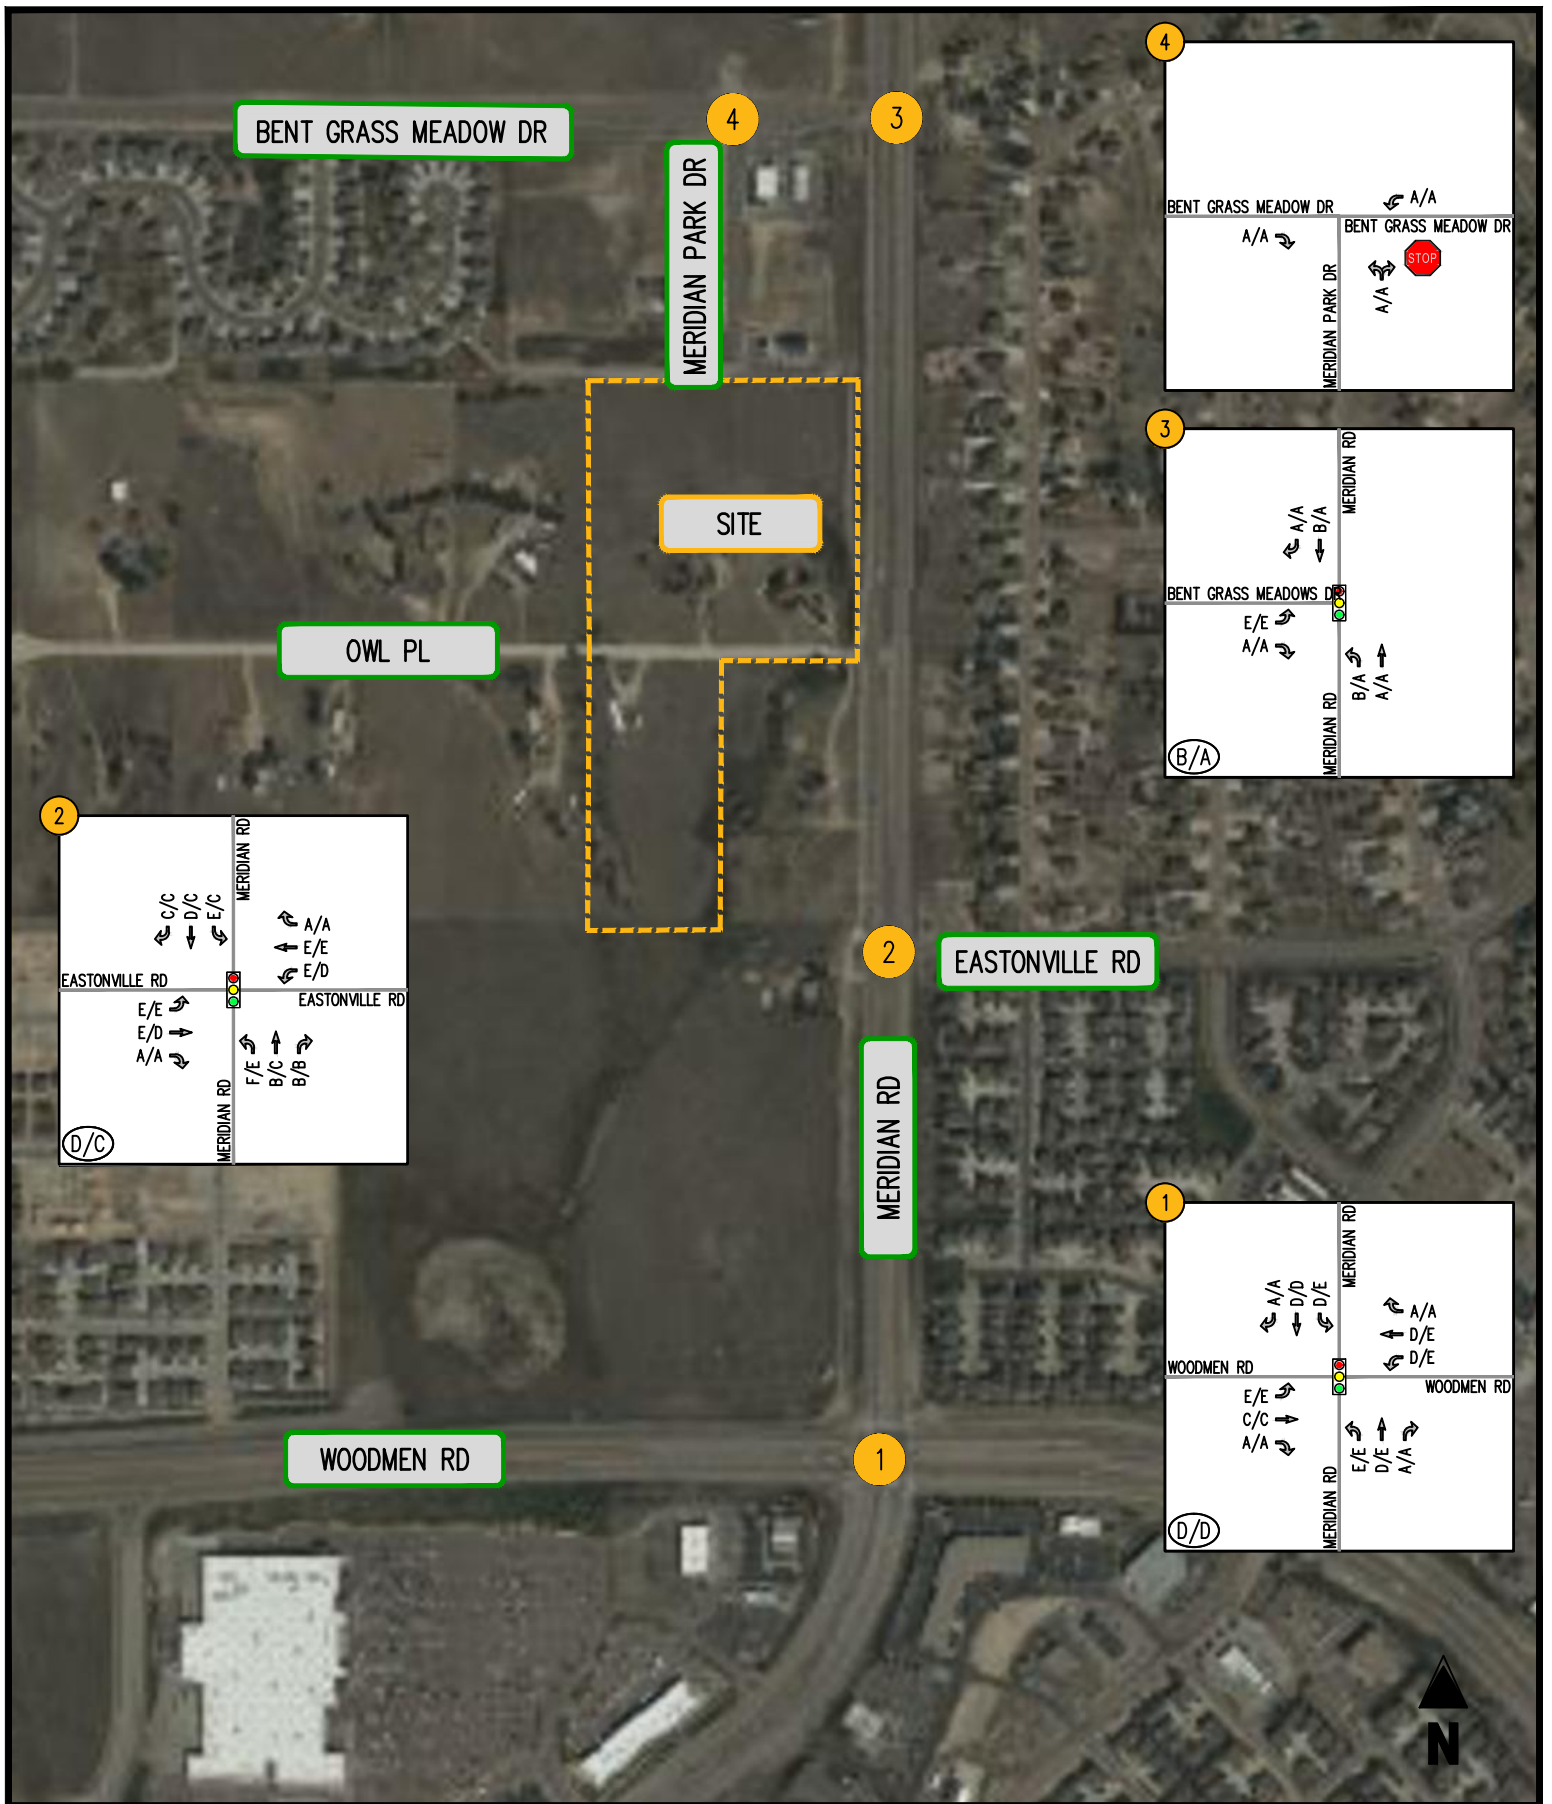 4
BENT GRASS MEADOW DR
4
3
MERIDIAN PARK DR
A/A
BENT GRASS MEADOW DR
BENT GRASS MEADOW DR
A/A
STOP
A/A
MERIDIAN PARK DR
3
MERIDIAN RD
A/A
B/A
BENT GRASS MEADOWS DR
E/E
A/A
B/A
A/A
MERIDIAN RD
B/A
SITE
OWL PL
2
MERIDIAN RD
C/C
D/C
E/C
A/A
E/E
E/D
EASTONVILLE RD
EASTONVILLE RD
E/E
E/D
A/A
F/E
B/C
B/B
MERIDIAN RD
D/C
2
EASTONVILLE RD
MERIDIAN RD
1
MERIDIAN RD
A/A
D/D
D/E
A/A
D/E
D/E
WOODMEN RD
WOODMEN RD
E/E
C/C
A/A
E/E
D/E
A/A
MERIDIAN RD
D/D
WOODMEN RD
1
N